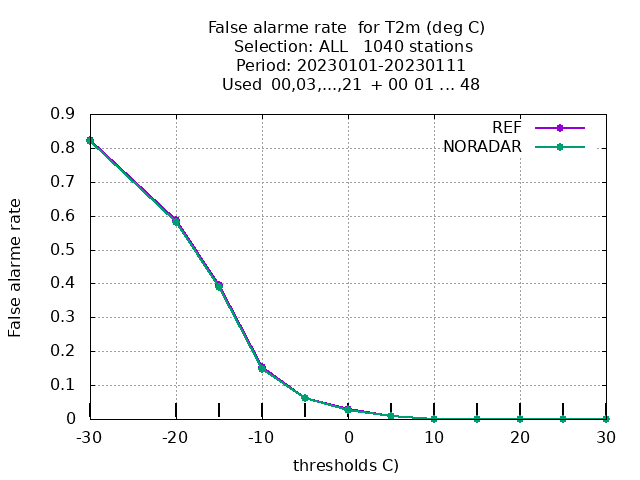 False alarme rate  for T2m (deg C)
Selection: ALL   1040 stations
Period: 20230101-20230111
Used  00,03,...,21  + 00 01 ... 48
REF
NORADAR
0.9
0.8
0.7
0.6
0.5
0.4
0.3
0.2
0.1
0
False alarme rate
-30
-20
-10
0
10
20
30
thresholds C)